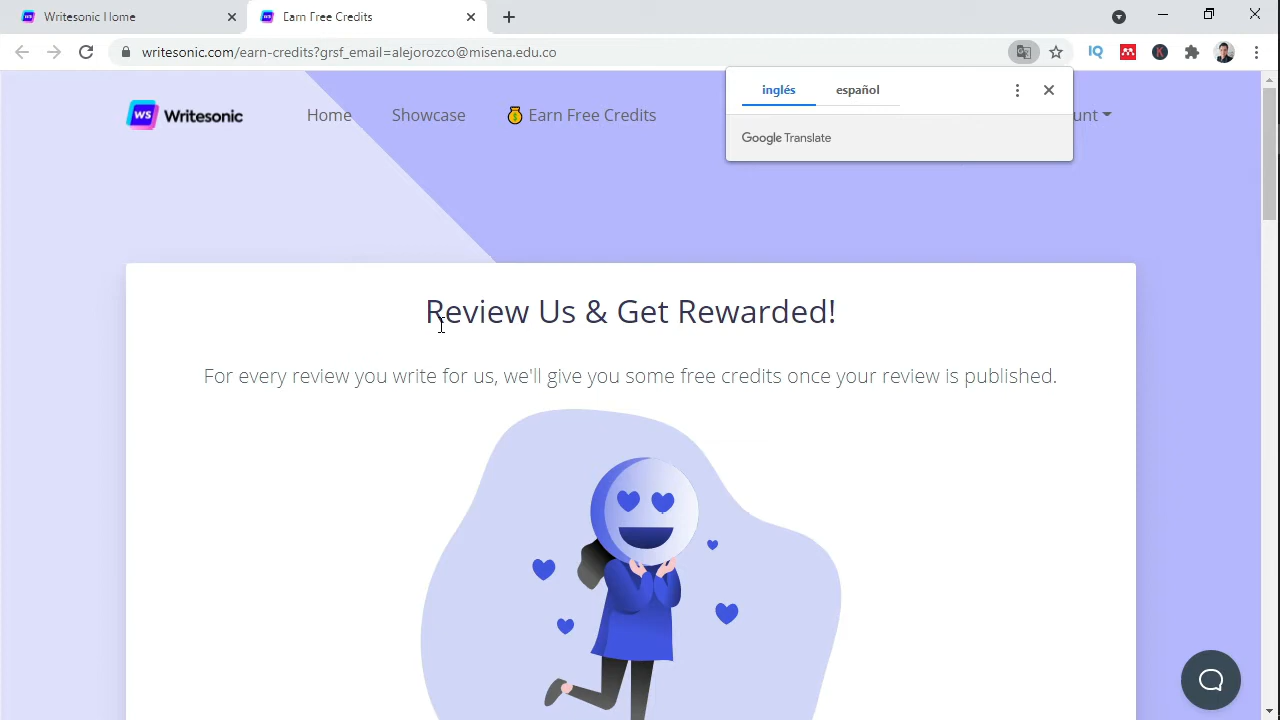 Writesonic Home
Earn Free Credits
writesonic.com/earn-credits?grsf_email=alejorozco@misena.edu.co
IQ
K
inglés español
Google Translate
ws Writesonic Home Showcase Earn Free Credits unt
Review Us & Get Rewarded!
For every review you write for us, we'll give you some free credits once your review is published.